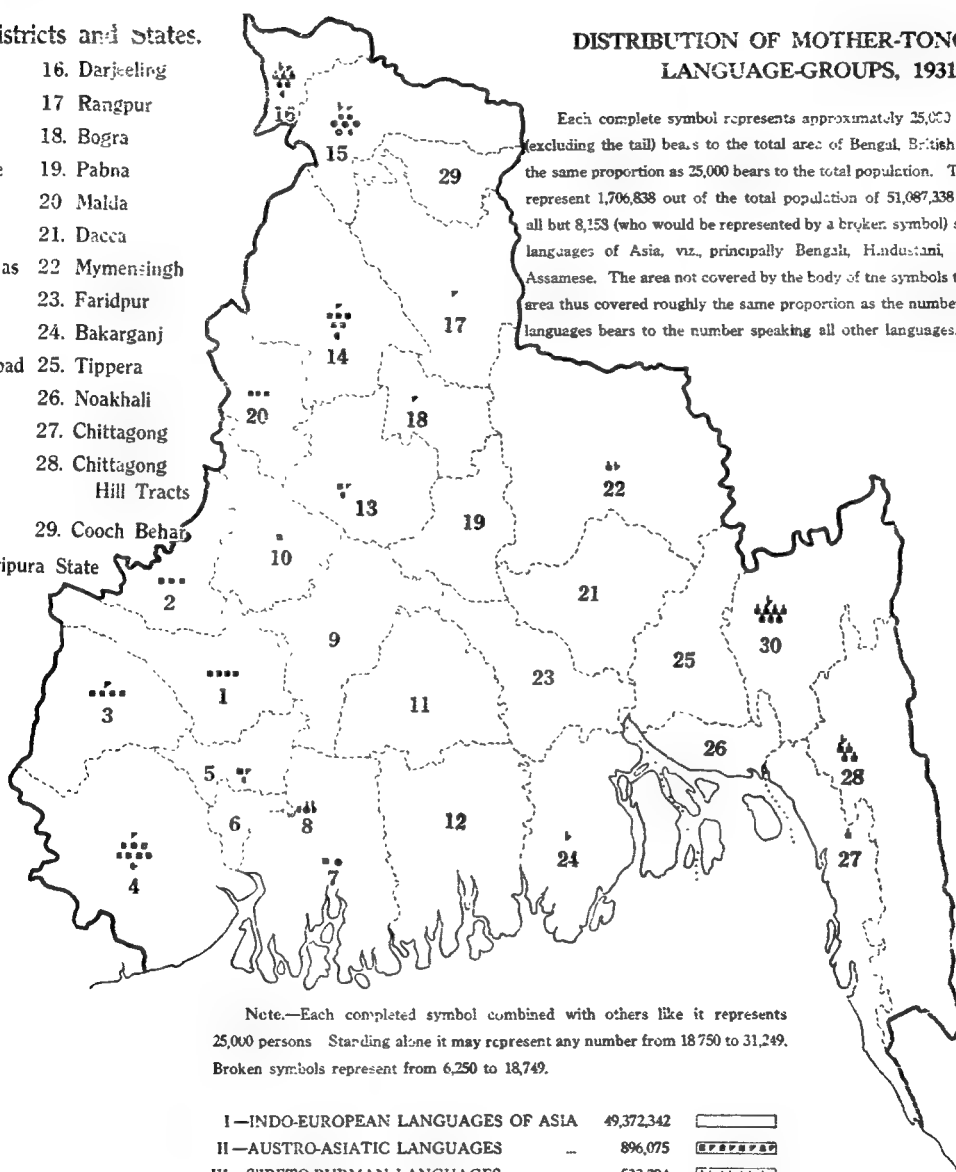 istricts and States.
16. Darjeeling
17 Rangpur
18. Bogra
e 19. Pabna
20 Malda
21. Dacca
as 22 Mymensingh
23. Faridpur
24. Bakarganj
bad 25. Tippera
26. Noakhali
27. Chittagong
28. Chittagong
Hill Tracts
29. Cooch Behar
ripura State
DISTRIBUTION OF MOTHER-TONG
LANGUAGE-GROUPS, 1931
Each complete symbol represents approximately 25,000
(excluding the tail) bears to the total area of Bengal, British
the same proportion as 25,000 bears to the total population. T
represent 1,706,838 out of the total population of 51,087,338
all but 8,153 (who would be represented by a broken symbol) s
languages of Asia, viz., principally Bengali, Hindustani,
Assamese. The area not covered by the body of the symbols t
area thus covered roughly the same proportion as the number
languages bears to the number speaking all other languages.
16
15
29
14
17
20
18
13
22
10
19
2
21
9
30
3
1
11
23
25
5
26
28
6
8
12
4
7
24
27
Note.—Each completed symbol combined with others like it represents
25,000 persons Standing alone it may represent any number from 18 750 to 31,249.
Broken symbols represent from 6,250 to 18,749.
I—INDO-EUROPEAN LANGUAGES OF ASIA 49,372,342
II—AUSTRO-ASIATIC LANGUAGES ... 896,075